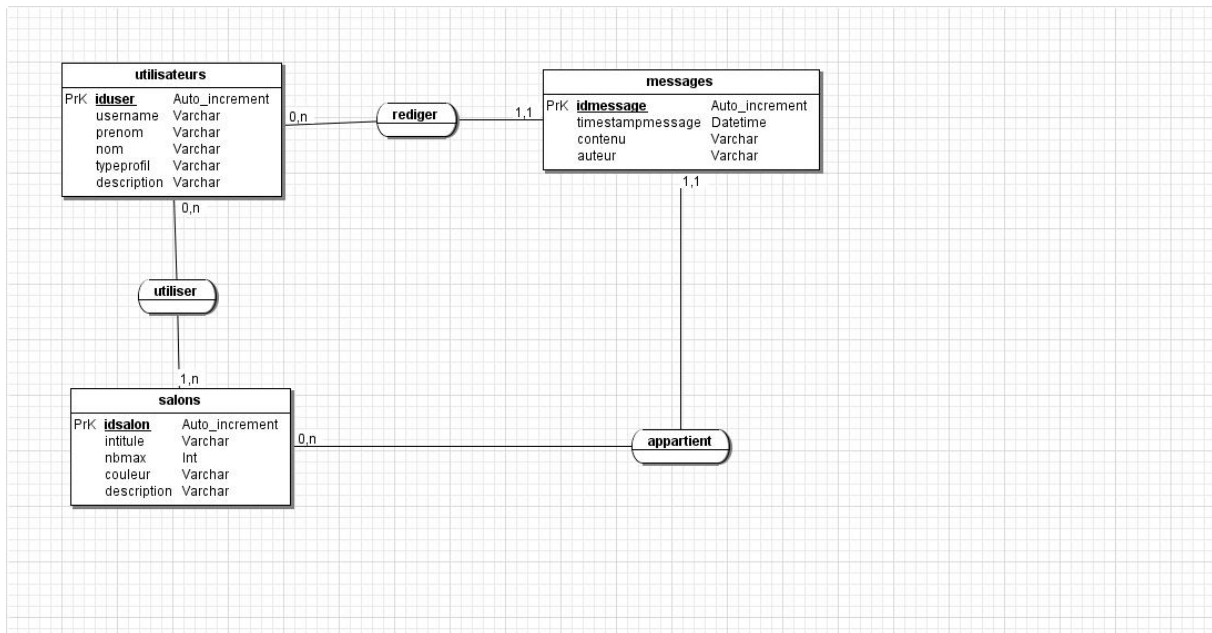 utilisateurs
PrK iduser Auto_increment
username Varchar
prenom Varchar
nom Varchar
typeprofil Varchar
description Varchar
0,n
rediger
1,1
messages
PrK idmessage Auto_increment
timestampmessage Datetime
contenu Varchar
auteur Varchar
1,1
0,n
utiliser
1,n
salons
PrK idsalon Auto_increment
intitule Varchar
nbmax Int
couleur Varchar
description Varchar
0,n
appartient